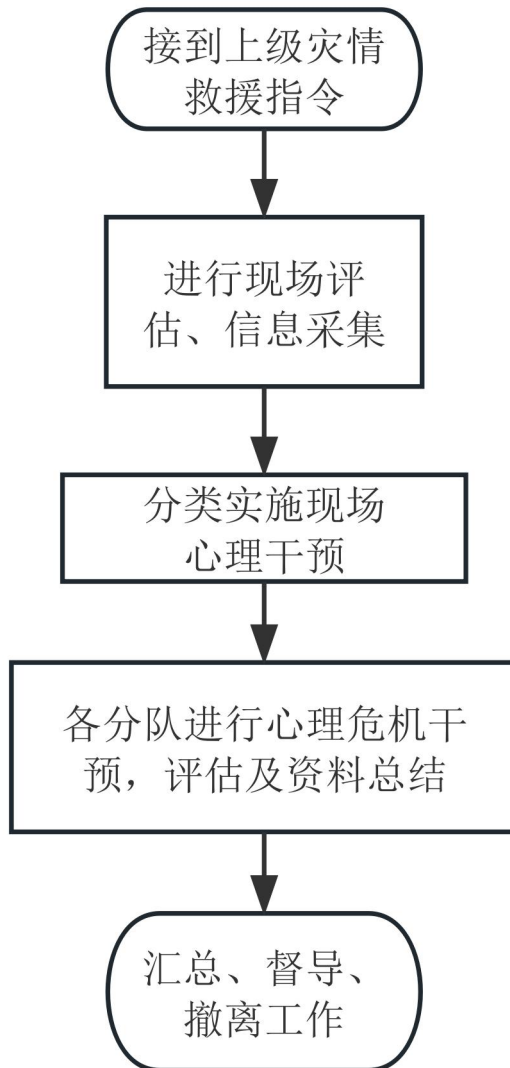 接到上级灾情
救援指令
进行现场评
估、信息采集
分类实施现场
心理干预
各分队进行心理危机干
预，评估及资料总结
汇总、督导、
撤离工作